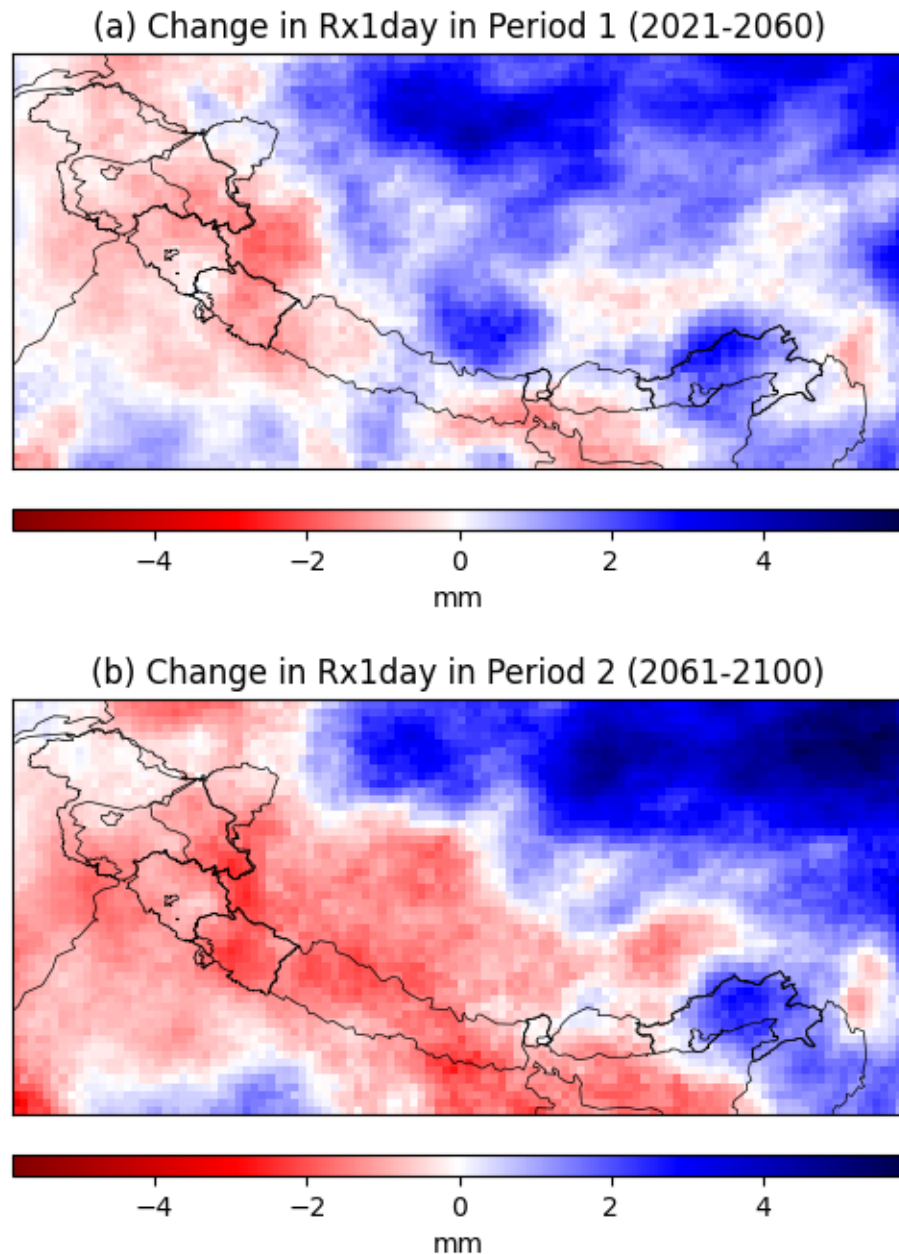 (a) Change in Rx1day in Period 1 (2021-2060)
−4 −2 0 2 4
mm
(b) Change in Rx1day in Period 2 (2061-2100)
−4 −2 0 2 4
mm